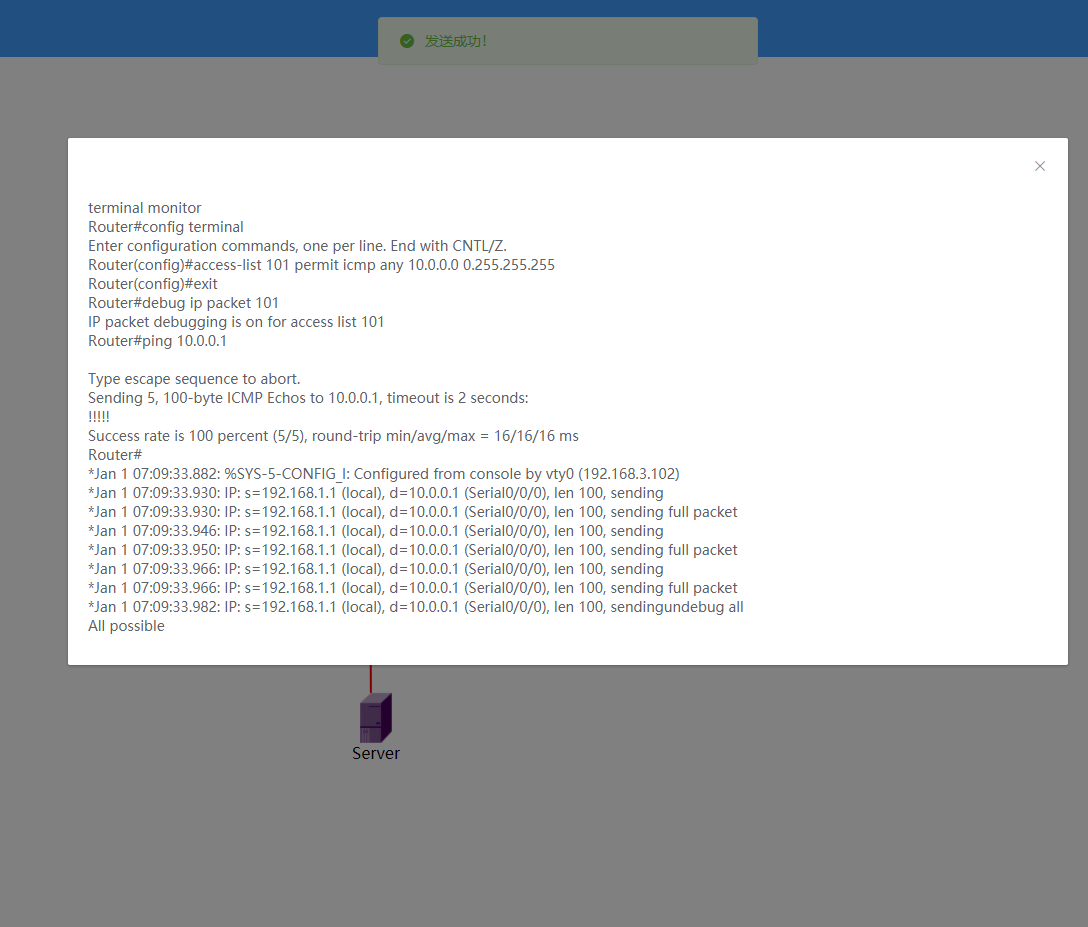 发送成功!
terminal monitor
Router#config terminal
Enter configuration commands, one per line. End with CNTL/Z.
Router(config)#access-list 101 permit icmp any 10.0.0.0 0.255.255.255
Router(config)#exit
Router#debug ip packet 101
IP packet debugging is on for access list 101
Router#ping 10.0.0.1
Type escape sequence to abort.
Sending 5, 100-byte ICMP Echos to 10.0.0.1, timeout is 2 seconds:
!!!!!
Success rate is 100 percent (5/5), round-trip min/avg/max = 16/16/16 ms
Router#
*Jan 1 07:09:33.882: %SYS-5-CONFIG_I: Configured from console by vty0 (192.168.3.102)
*Jan 1 07:09:33.930: IP: s=192.168.1.1 (local), d=10.0.0.1 (Serial0/0/0), len 100, sending
*Jan 1 07:09:33.930: IP: s=192.168.1.1 (local), d=10.0.0.1 (Serial0/0/0), len 100, sending full packet
*Jan 1 07:09:33.946: IP: s=192.168.1.1 (local), d=10.0.0.1 (Serial0/0/0), len 100, sending
*Jan 1 07:09:33.950: IP: s=192.168.1.1 (local), d=10.0.0.1 (Serial0/0/0), len 100, sending full packet
*Jan 1 07:09:33.966: IP: s=192.168.1.1 (local), d=10.0.0.1 (Serial0/0/0), len 100, sending
*Jan 1 07:09:33.966: IP: s=192.168.1.1 (local), d=10.0.0.1 (Serial0/0/0), len 100, sending full packet
*Jan 1 07:09:33.982: IP: s=192.168.1.1 (local), d=10.0.0.1 (Serial0/0/0), len 100, sendingundebug all
All possible
Server